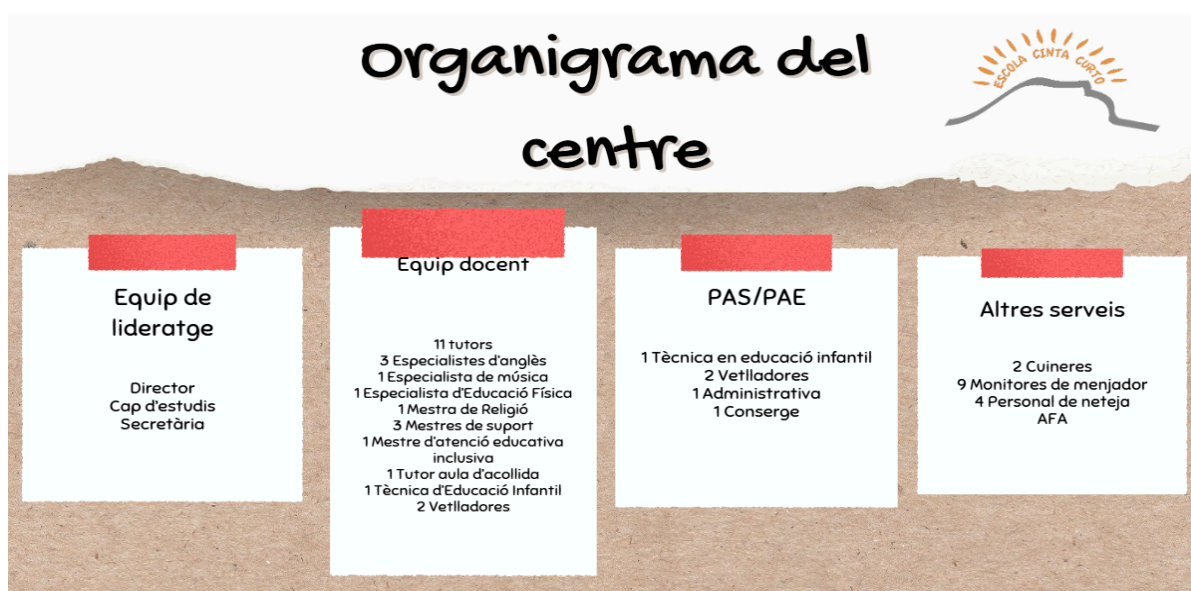 Organigrama del
centre
ESCOLA CINTA CURTO
Equip de
lideratge
Director
Cap d'estudis
Secretària
Equip docent
11 tutors
3 Especialistes d'anglès
1 Especialista de música
1 Especialista d'Educació Física
1 Mestra de Religió
3 Mestres de suport
1 Mestre d'atenció educativa
inclusiva
1 Tutor aula d'acollida
1 Tècnica d'Educació Infantil
2 Vetlladores
PAS/PAE
1 Tècnica en educació infantil
2 Vetlladores
1 Administrativa
1 Conserge
Altres serveis
2 Cuineres
9 Monitores de menjador
4 Personal de neteja
AFA